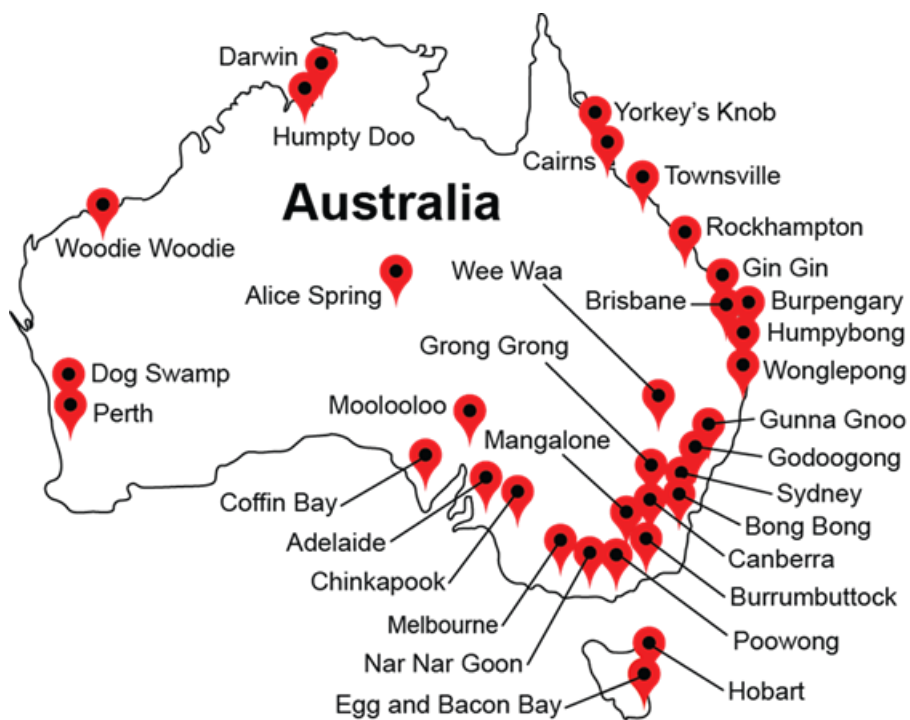 Darwin
Yorkey's Knob
Humpty Doo
Cairns
Townsville
Australia
Rockhampton
Woodie Woodie
Wee Waa
Gin Gin
Alice Spring
Brisbane
Burpengary
Humpybong
Grong Grong
Wonglepong
Dog Swamp
Moolooloo
Perth
Gunna Gnoo
Mangalone
Godoogong
Coffin Bay
Sydney
Bong Bong
Adelaide
Canberra
Chinkapook
Burrumbuttock
Melbourne
Poowong
Nar Nar Goon
Hobart
Egg and Bacon Bay